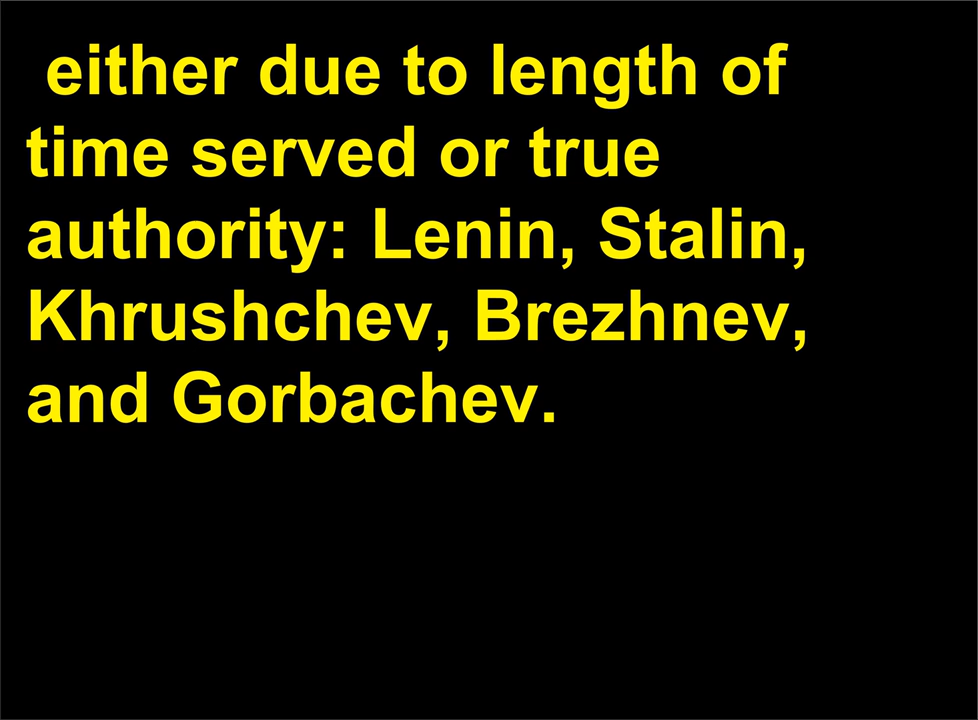 either due to length of
time served or true
authority: Lenin, Stalin,
Khrushchev, Brezhnev,
and Gorbachev.